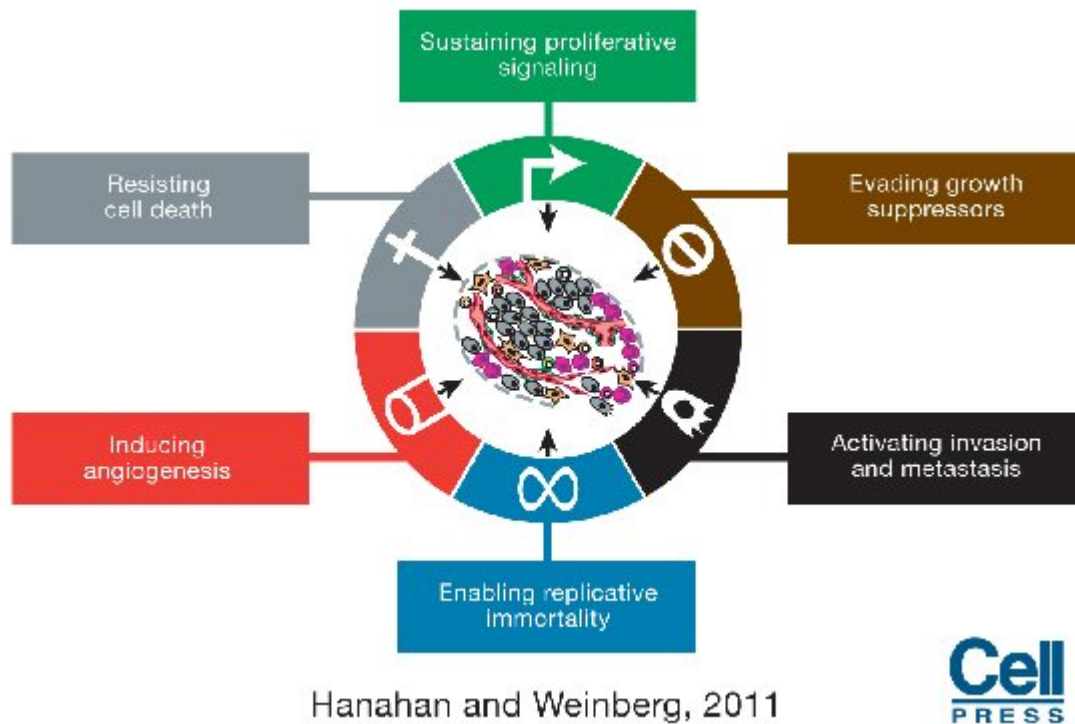 Sustaining proliferative
signaling
Resisting
cell death
Evading growth
suppressors
Inducing
angiogenesis
Activating invasion
and metastasis
Enabling replicative
immortality
Hanahan and Weinberg, 2011
Cell
PRESS